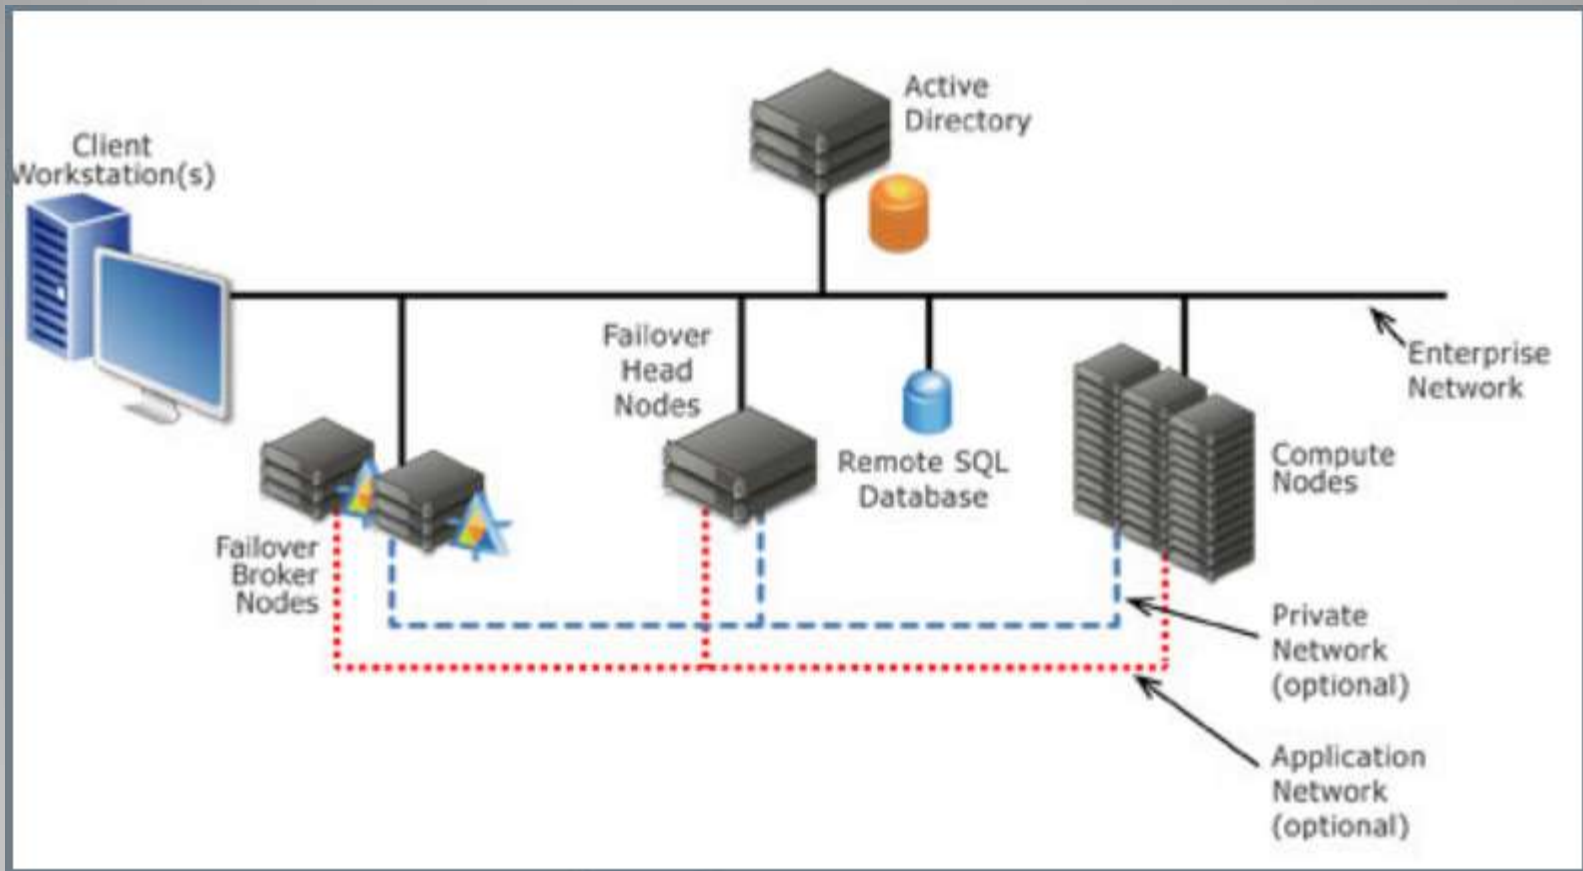 Active
Directory
Client
Workstation(s)
Failover
Head
Nodes
Enterprise
Network
Remote SQL
Database
Compute
Nodes
Failover
Broker
Nodes
Private
Network
(optional)
Application
Network
(optional)